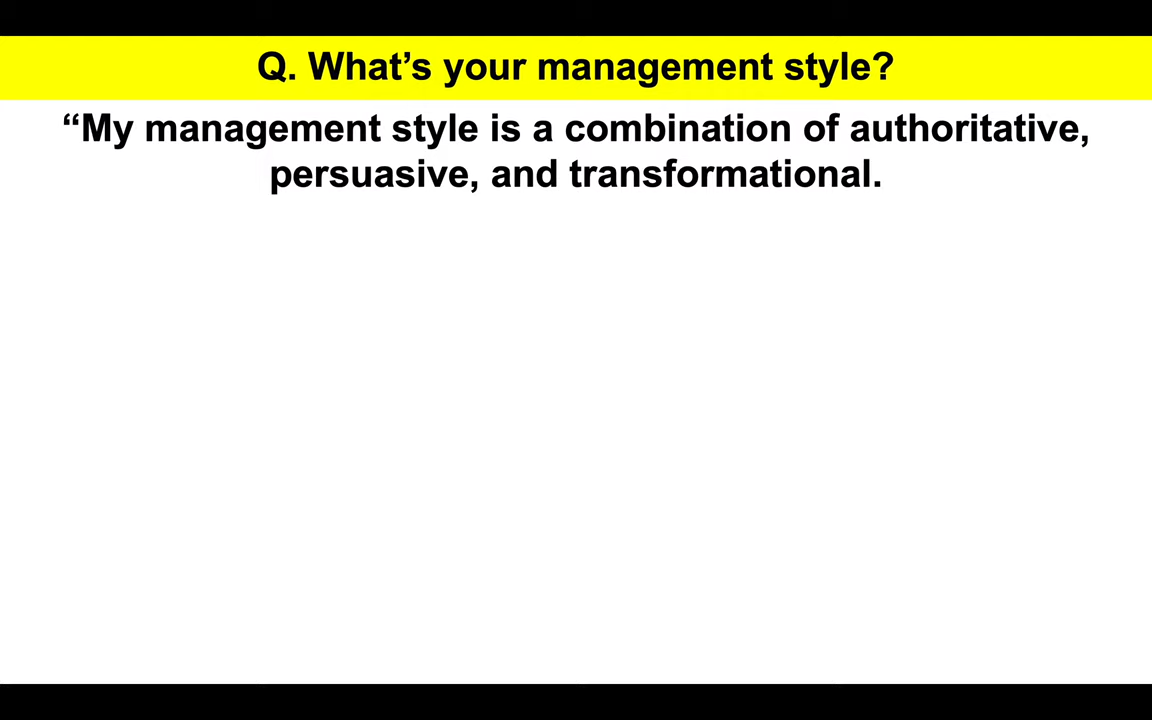 Q. What’s your management style?
“My management style is a combination of authoritative,
persuasive, and transformational.